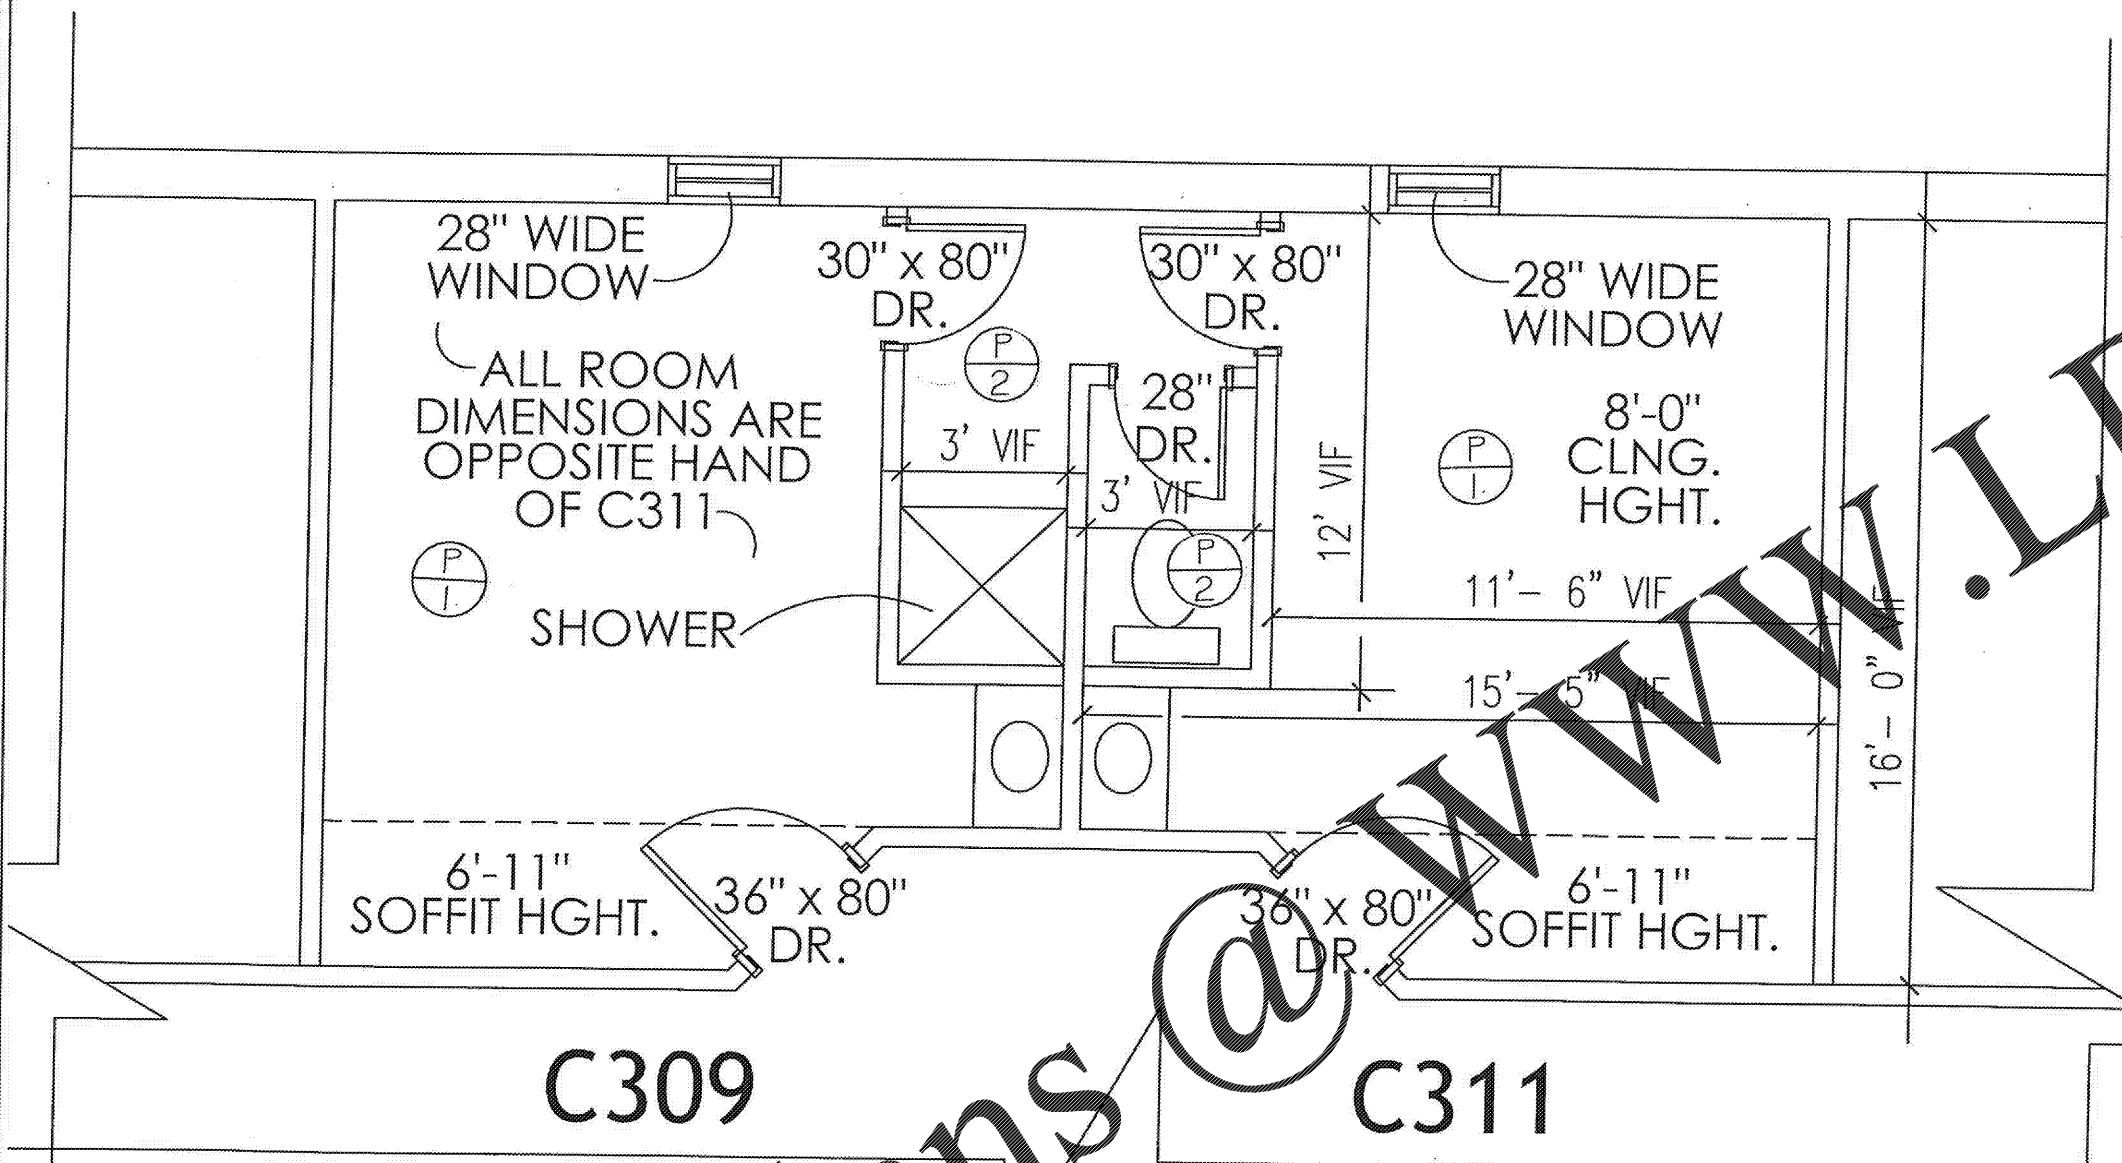 28" WIDE
WINDOW
ALL ROOM
DIMENSIONS ARE
OPPOSITE HAND
OF C311
P
1
SHOWER
30" x 80"
DR.
P
2
3' VIF
30" x 80"
DR.
28"
DR.
3' VIF
P
2
12' VIF
28" WIDE
WINDOW
8'-0"
CLNG.
HGHT.
P
1
11'- 6" VIF
15'- 5" VIF
16'- 0" VIF
6'-11"
SOFFIT HGHT.
36" x 80"
DR.
36" x 80"
DR.
6'-11"
SOFFIT HGHT.
C309
C311
@ www.